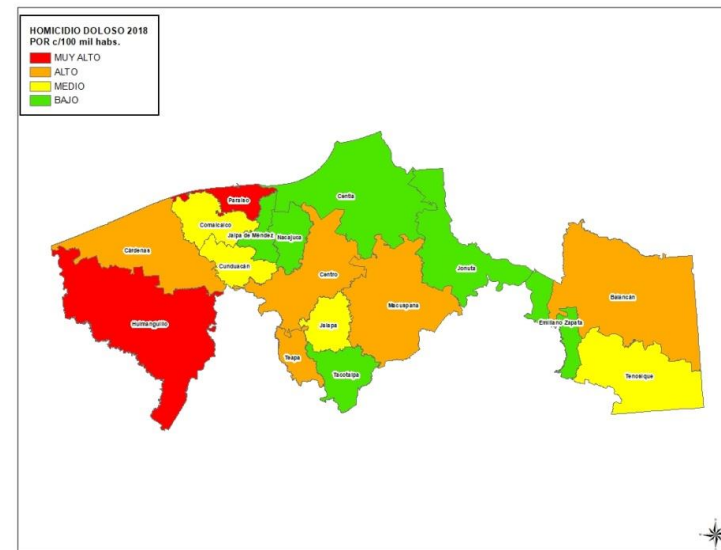 HOMICIDIO DOLOSO 2018
POR c/100 mil habs.
MUY ALTO
ALTO
MEDIO
BAJO
Centla
Paraíso
Comalcalco
Jalpa de Méndez
Nacajuca
Cárdenas
Cunduacán
Centro
Jonuta
Macuspana
Balancán
Huimanguillo
Emiliano Zapata
Jalapa
Teapa
Tacotalpa
Tenosique